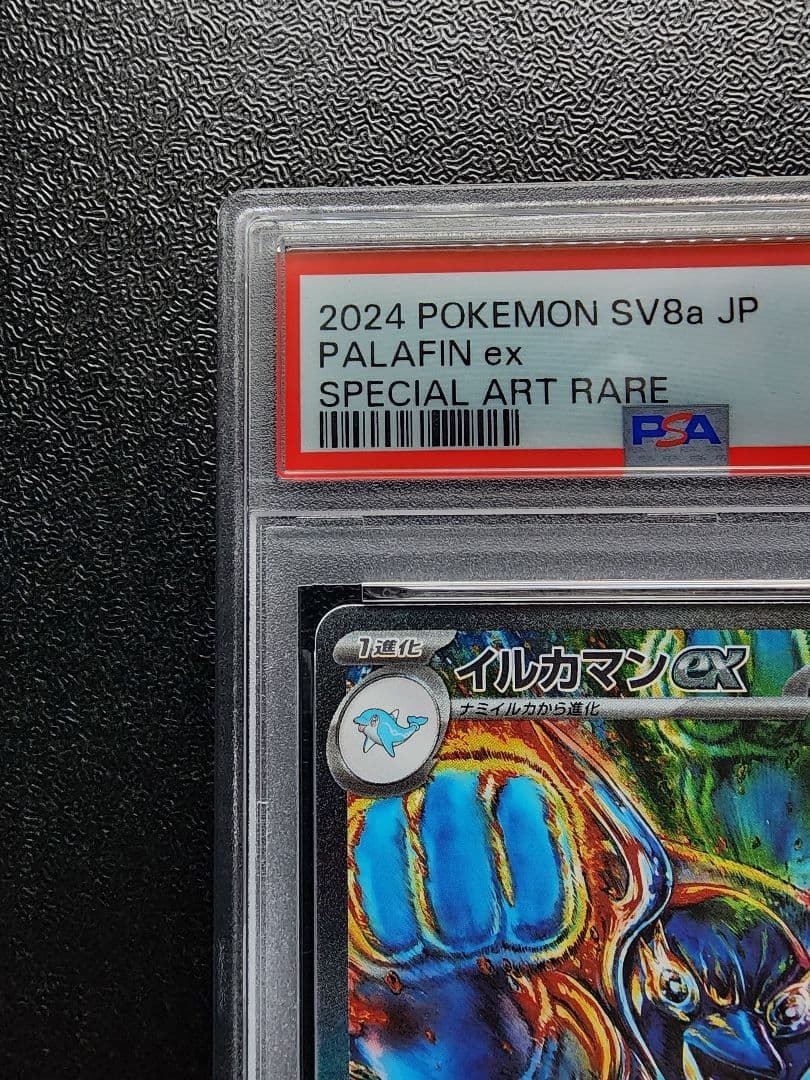 2024 POKEMON SV8a JP
PALAFIN ex
SPECIAL ART RARE
PSA
1進化
イルカマンex
ナミイルカから進化